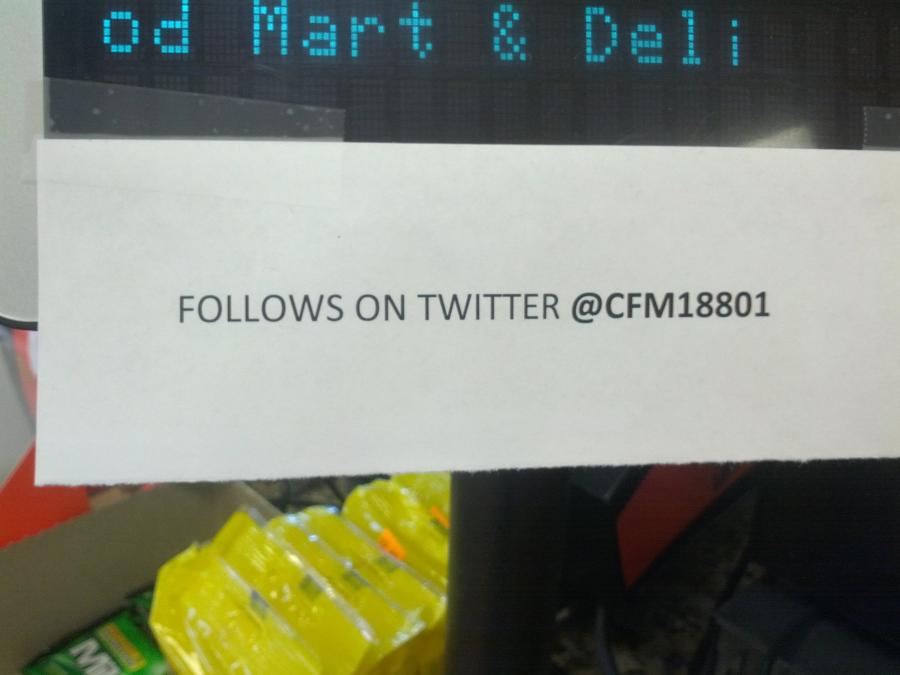 od Mart & Deli
FOLLOWS ON TWITTER @CFM18801